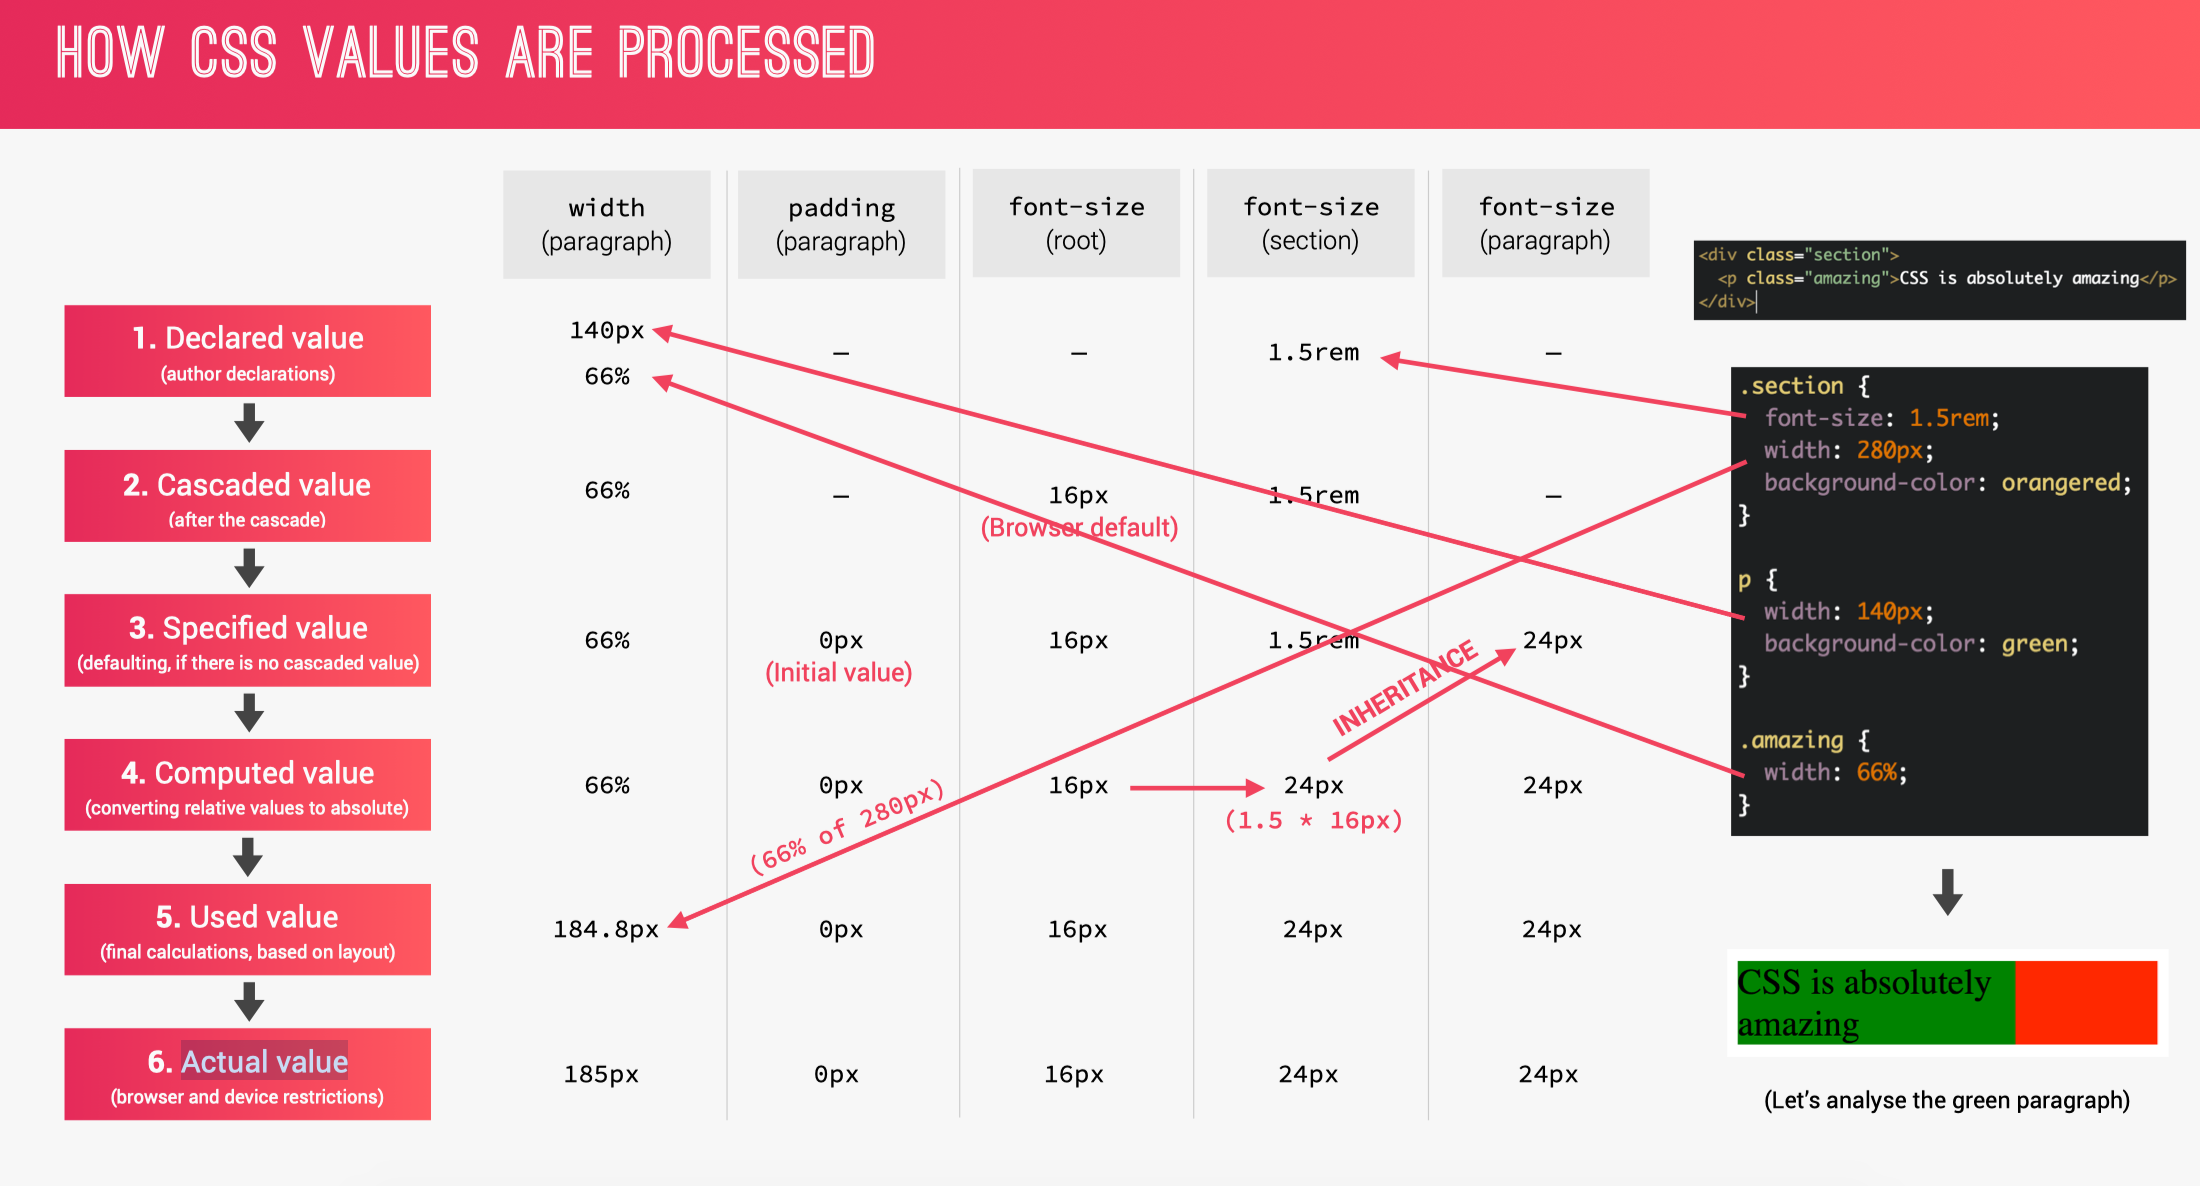 HOW CSS VALUES ARE PROCESSED
width
(paragraph)
padding
(paragraph)
font-size
(root)
font-size
(section)
font-size
(paragraph)
1. Declared value
(author declarations)
140px
66%
–
–
1.5rem
–
2. Cascaded value
(after the cascade)
66%
–
16px
(Browser default)
1.5rem
–
3. Specified value
(defaulting, if there is no cascaded value)
66%
0px
(Initial value)
16px
1.5rem
24px
INHERITANCE
4. Computed value
(converting relative values to absolute)
66%
0px
16px
24px
(1.5 * 16px)
24px
(66% of 280px)
5. Used value
(final calculations, based on layout)
184.8px
0px
16px
24px
24px
6. Actual value
(browser and device restrictions)
185px
0px
16px
24px
24px
<div class="section">
<p class="amazing">CSS is absolutely amazing</p>
</div>
.section {
font-size: 1.5rem;
width: 280px;
background-color: orangered;
}
p {
width: 140px;
background-color: green;
}
.amazing {
width: 66%;
}
CSS is absolutely
amazing
(Let's analyse the green paragraph)